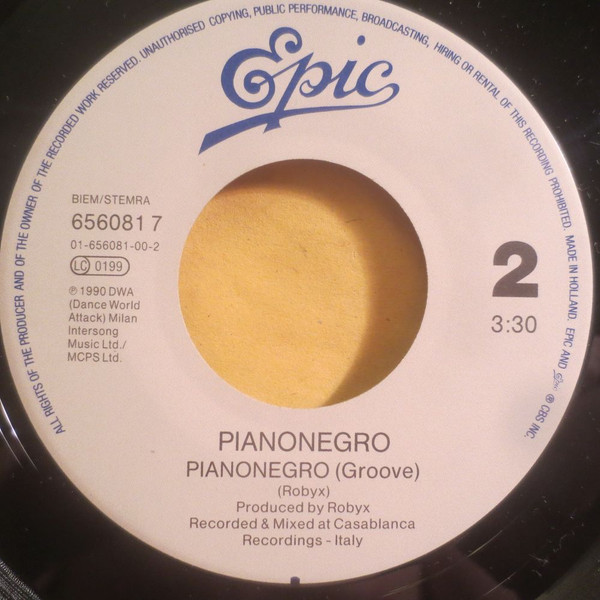 ALL RIGHTS OF THE PRODUCER AND OF THE OWNER OF THE RECORDED WORK RESERVED. UNAUTHORISED COPYING, PUBLIC PERFORMANCE, BROADCASTING, HIRING OR RENTAL OF THIS RECORDING PROHIBITED. MADE IN HOLLAND. EPIC AND Epic ® CBS INC.
Epic
BIEM/STEMRA
656081 7
01-656081-00-2
LC 0199
℗ 1990 DWA
(Dance World
Attack) Milan
Intersong
Music Ltd./
MCPS Ltd.
2
3:30
PIANONEGRO
PIANONEGRO (Groove)
(Robyx)
Produced by Robyx
Recorded & Mixed at Casablanca
Recordings - Italy